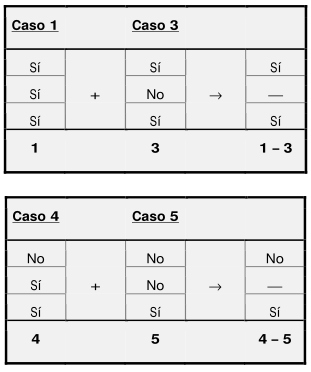 Caso 1 Caso 3
Sí Sí Sí
Sí + No → —
Sí Sí Sí
1 3 1 – 3
Caso 4 Caso 5
No No No
Sí + No → —
Sí Sí Sí
4 5 4 – 5